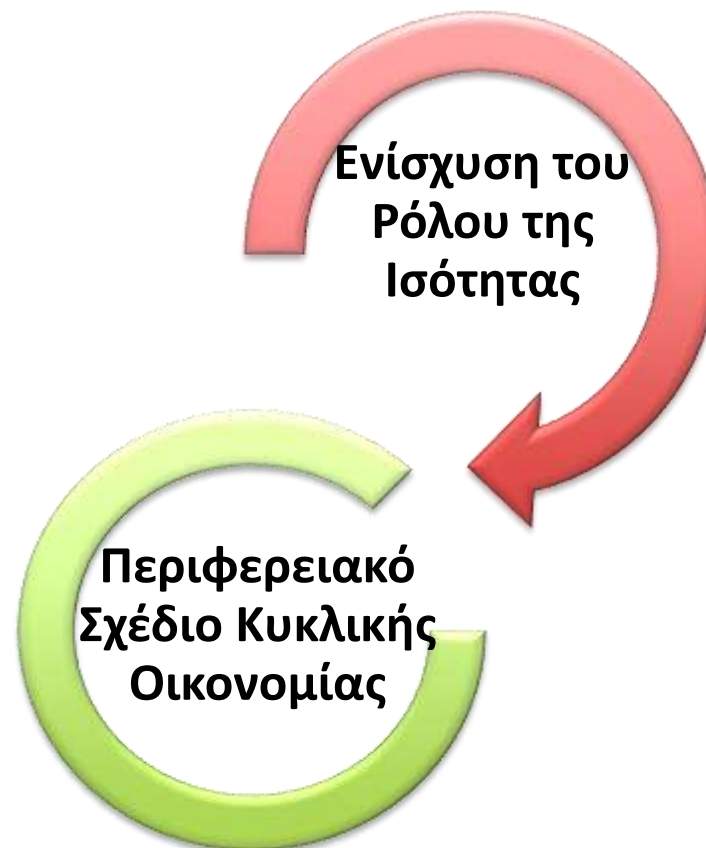 Ενίσχυση του
Ρόλου της
Ισότητας
Περιφερειακό
Σχέδιο Κυκλικής
Οικονομίας